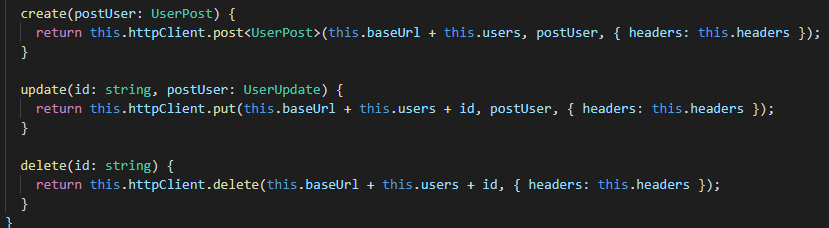 create(postUser: UserPost) {
return this.httpClient.post<UserPost>(this.baseUrl + this.users, postUser, { headers: this.headers });
}
update(id: string, postUser: UserUpdate) {
return this.httpClient.put(this.baseUrl + this.users + id, postUser, { headers: this.headers });
}
delete(id: string) {
return this.httpClient.delete(this.baseUrl + this.users + id, { headers: this.headers });
}
}